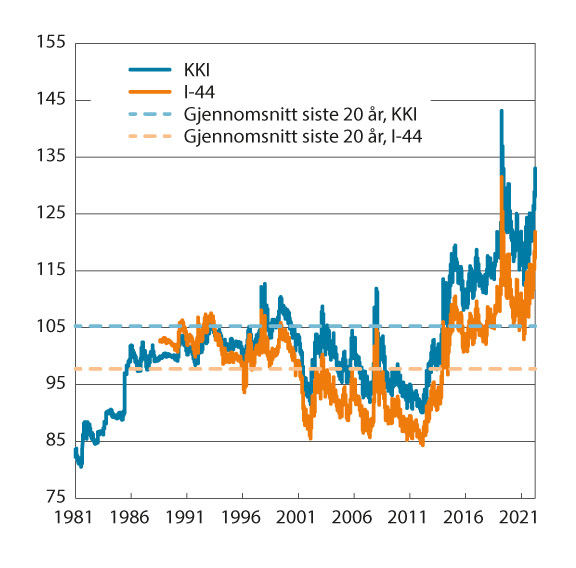 155
145
135
125
115
105
95
85
75
KKI
I-44
Gjennomsnitt siste 20 år, KKI
Gjennomsnitt siste 20 år, I-44
1981 1986 1991 1996 2001 2006 2011 2016 2021